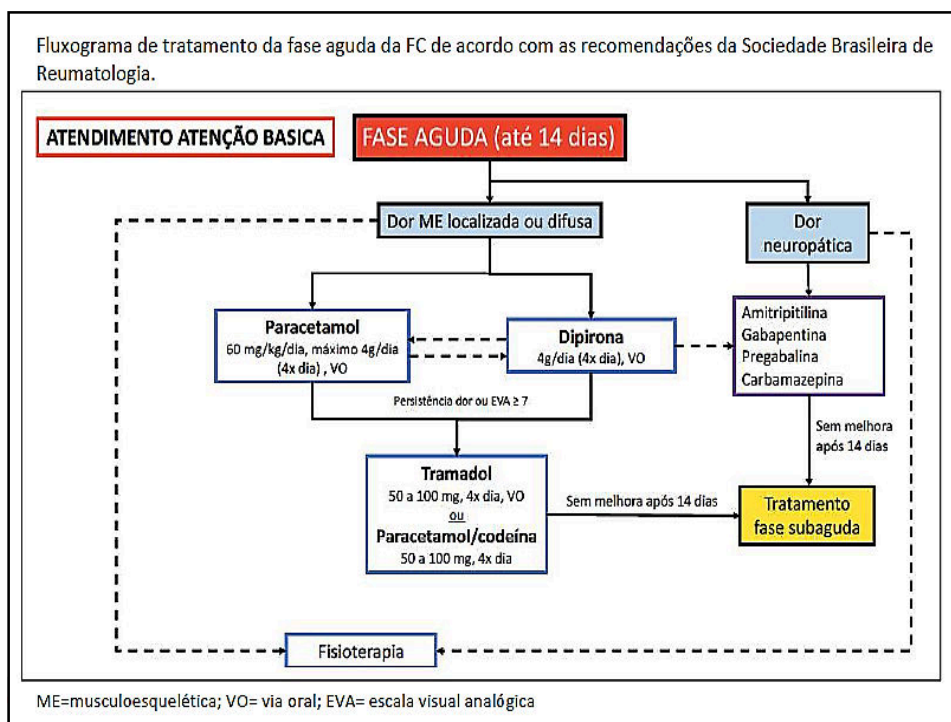 Fluxograma de tratamento da fase aguda da FC de acordo com as recomendações da Sociedade Brasileira de
Reumatologia.
ATENDIMENTO ATENÇÃO BASICA
FASE AGUDA (até 14 dias)
Dor ME localizada ou difusa
Dor
neuropática
Paracetamol
60 mg/kg/dia, máximo 4g/dia
(4x dia) , VO
Dipirona
4g/dia (4x dia), VO
Amitripitilina
Gabapentina
Pregabalina
Carbamazepina
Persistência dor ou EVA ≥ 7
Sem melhora
após 14 dias
Tramadol
50 a 100 mg, 4x dia, VO
ou
Paracetamol/codeína
50 a 100 mg, 4x dia
Sem melhora após 14 dias
Tratamento
fase subaguda
Fisioterapia
ME=musculoesquelética; VO= via oral; EVA= escala visual analógica